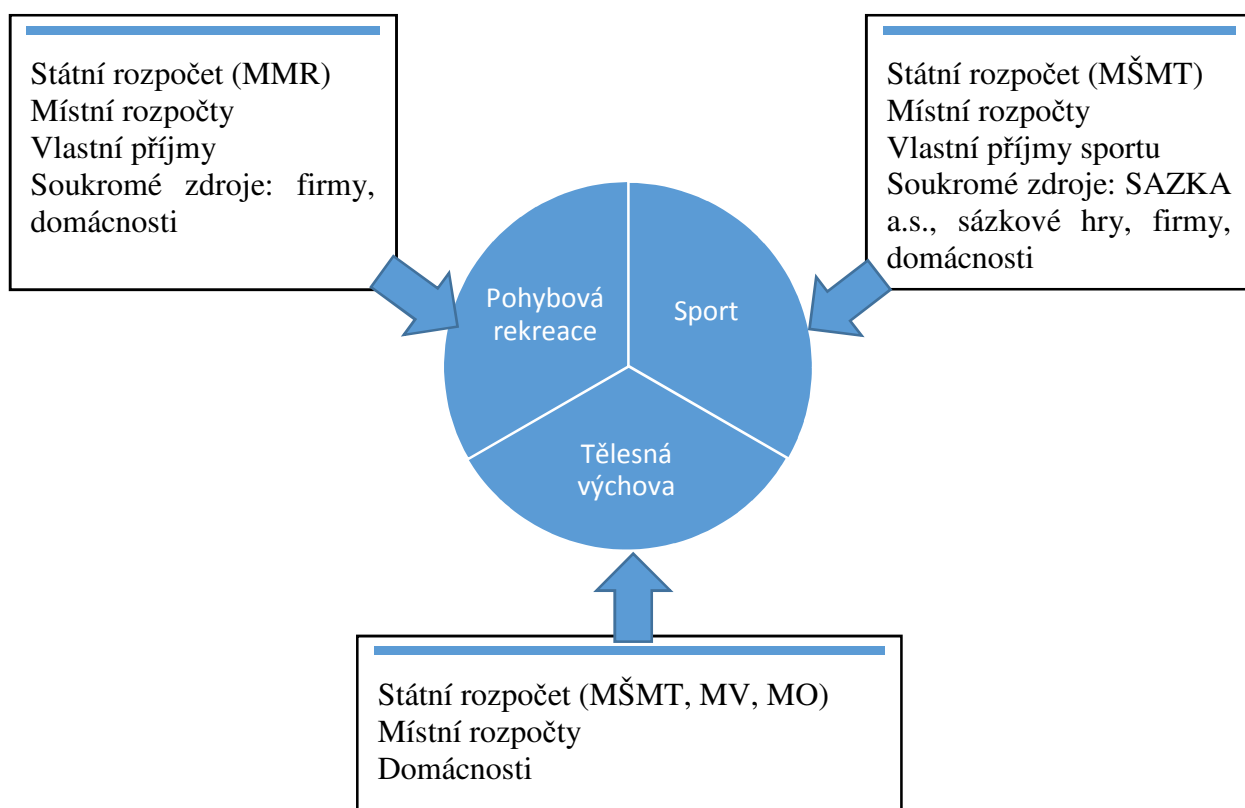 Státní rozpočet (MMR)
Místní rozpočty
Vlastní příjmy
Soukromé zdroje: firmy,
domácnosti
Státní rozpočet (MŠMT)
Místní rozpočty
Vlastní příjmy sportu
Soukromé zdroje: SAZKA
a.s., sázkové hry, firmy,
domácnosti
Pohybová
rekreace
Sport
Tělesná
výchova
Státní rozpočet (MŠMT, MV, MO)
Místní rozpočty
Domácnosti